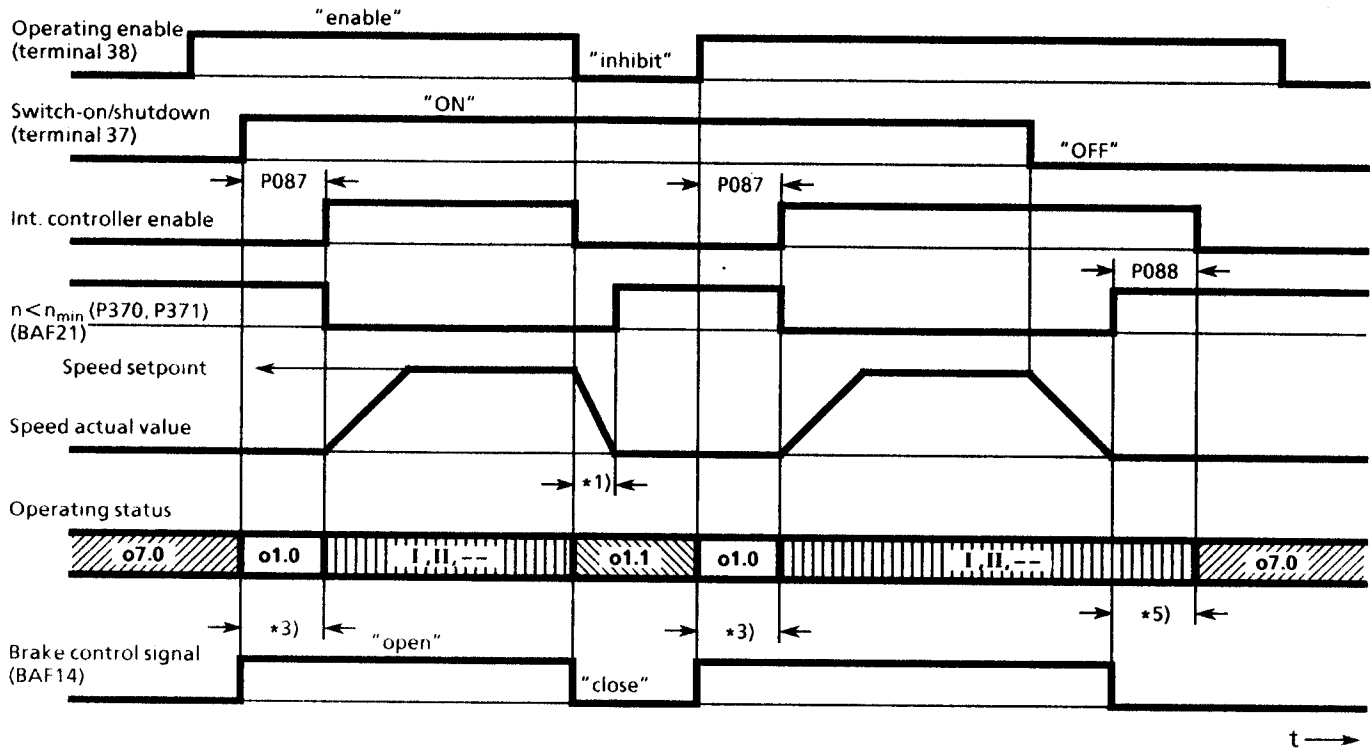 Operating enable
(terminal 38)
"enable"
"inhibit"
Switch-on/shutdown
(terminal 37)
"ON"
"OFF"
P087
P087
Int. controller enable
P088
n<nmin (P370, P371)
(BAF21)
Speed setpoint
Speed actual value
*1)
Operating status
o7.0
o1.0
I, II, --
o1.1
o1.0
I, II, --
o7.0
*3)
*3)
*5)
Brake control signal
(BAF14)
"open"
"close"
t